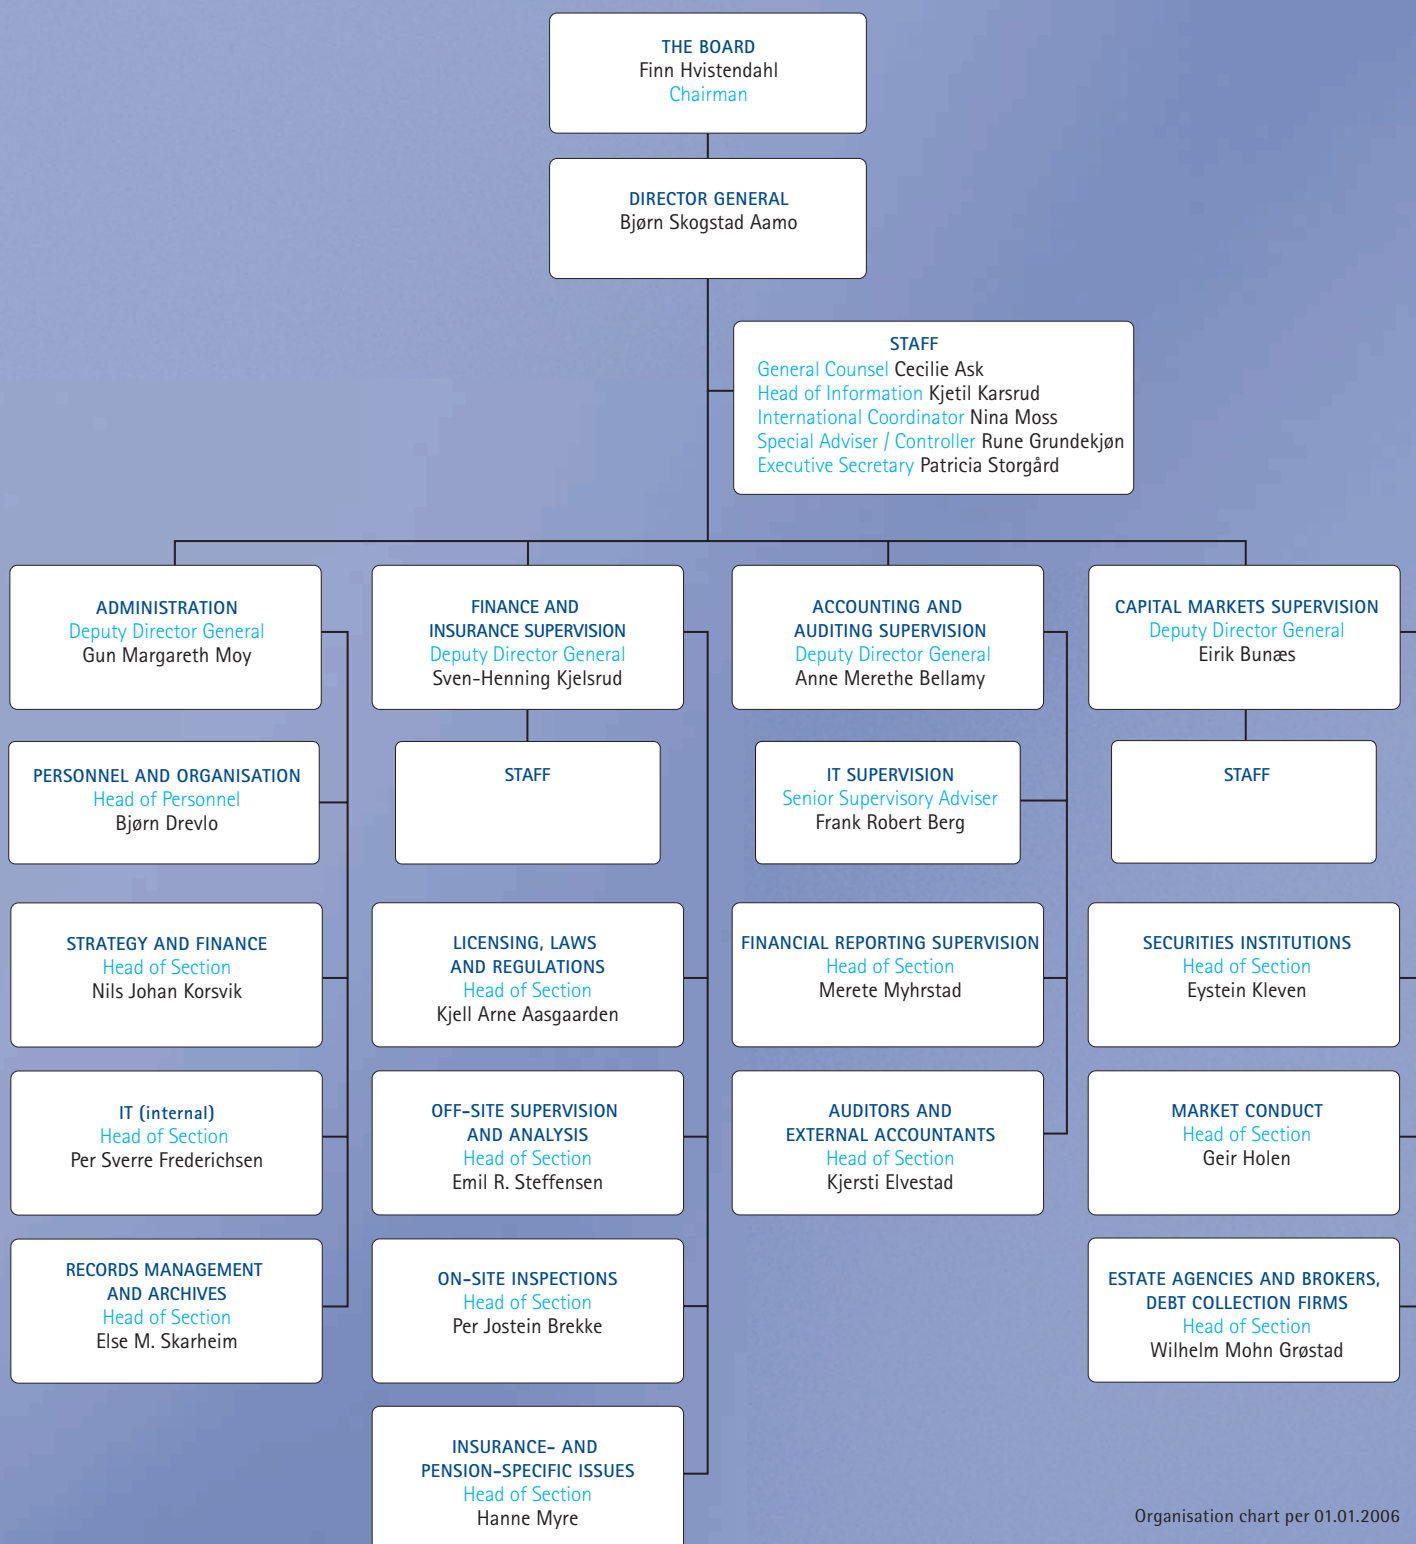 THE BOARD
Finn Hvistendahl
Chairman
DIRECTOR GENERAL
Bjørn Skogstad Aamo
STAFF
General Counsel Cecilie Ask
Head of Information Kjetil Karsrud
International Coordinator Nina Moss
Special Adviser / Controller Rune Grundekjøn
Executive Secretary Patricia Storgård
ADMINISTRATION
Deputy Director General
Gun Margareth Moy
PERSONNEL AND ORGANISATION
Head of Personnel
Bjørn Drevlo
STRATEGY AND FINANCE
Head of Section
Nils Johan Korsvik
IT (internal)
Head of Section
Per Sverre Frederichsen
RECORDS MANAGEMENT
AND ARCHIVES
Head of Section
Else M. Skarheim
FINANCE AND
INSURANCE SUPERVISION
Deputy Director General
Sven-Henning Kjelsrud
STAFF
LICENSING, LAWS
AND REGULATIONS
Head of Section
Kjell Arne Aasgaarden
OFF-SITE SUPERVISION
AND ANALYSIS
Head of Section
Emil R. Steffensen
ON-SITE INSPECTIONS
Head of Section
Per Jostein Brekke
INSURANCE- AND
PENSION-SPECIFIC ISSUES
Head of Section
Hanne Myre
ACCOUNTING AND
AUDITING SUPERVISION
Deputy Director General
Anne Merethe Bellamy
IT SUPERVISION
Senior Supervisory Adviser
Frank Robert Berg
FINANCIAL REPORTING SUPERVISION
Head of Section
Merete Myhrstad
AUDITORS AND
EXTERNAL ACCOUNTANTS
Head of Section
Kjersti Elvestad
CAPITAL MARKETS SUPERVISION
Deputy Director General
Eirik Bunæs
STAFF
SECURITIES INSTITUTIONS
Head of Section
Eystein Kleven
MARKET CONDUCT
Head of Section
Geir Holen
ESTATE AGENCIES AND BROKERS,
DEBT COLLECTION FIRMS
Head of Section
Wilhelm Mohn Grøstad
Organisation chart per 01.01.2006